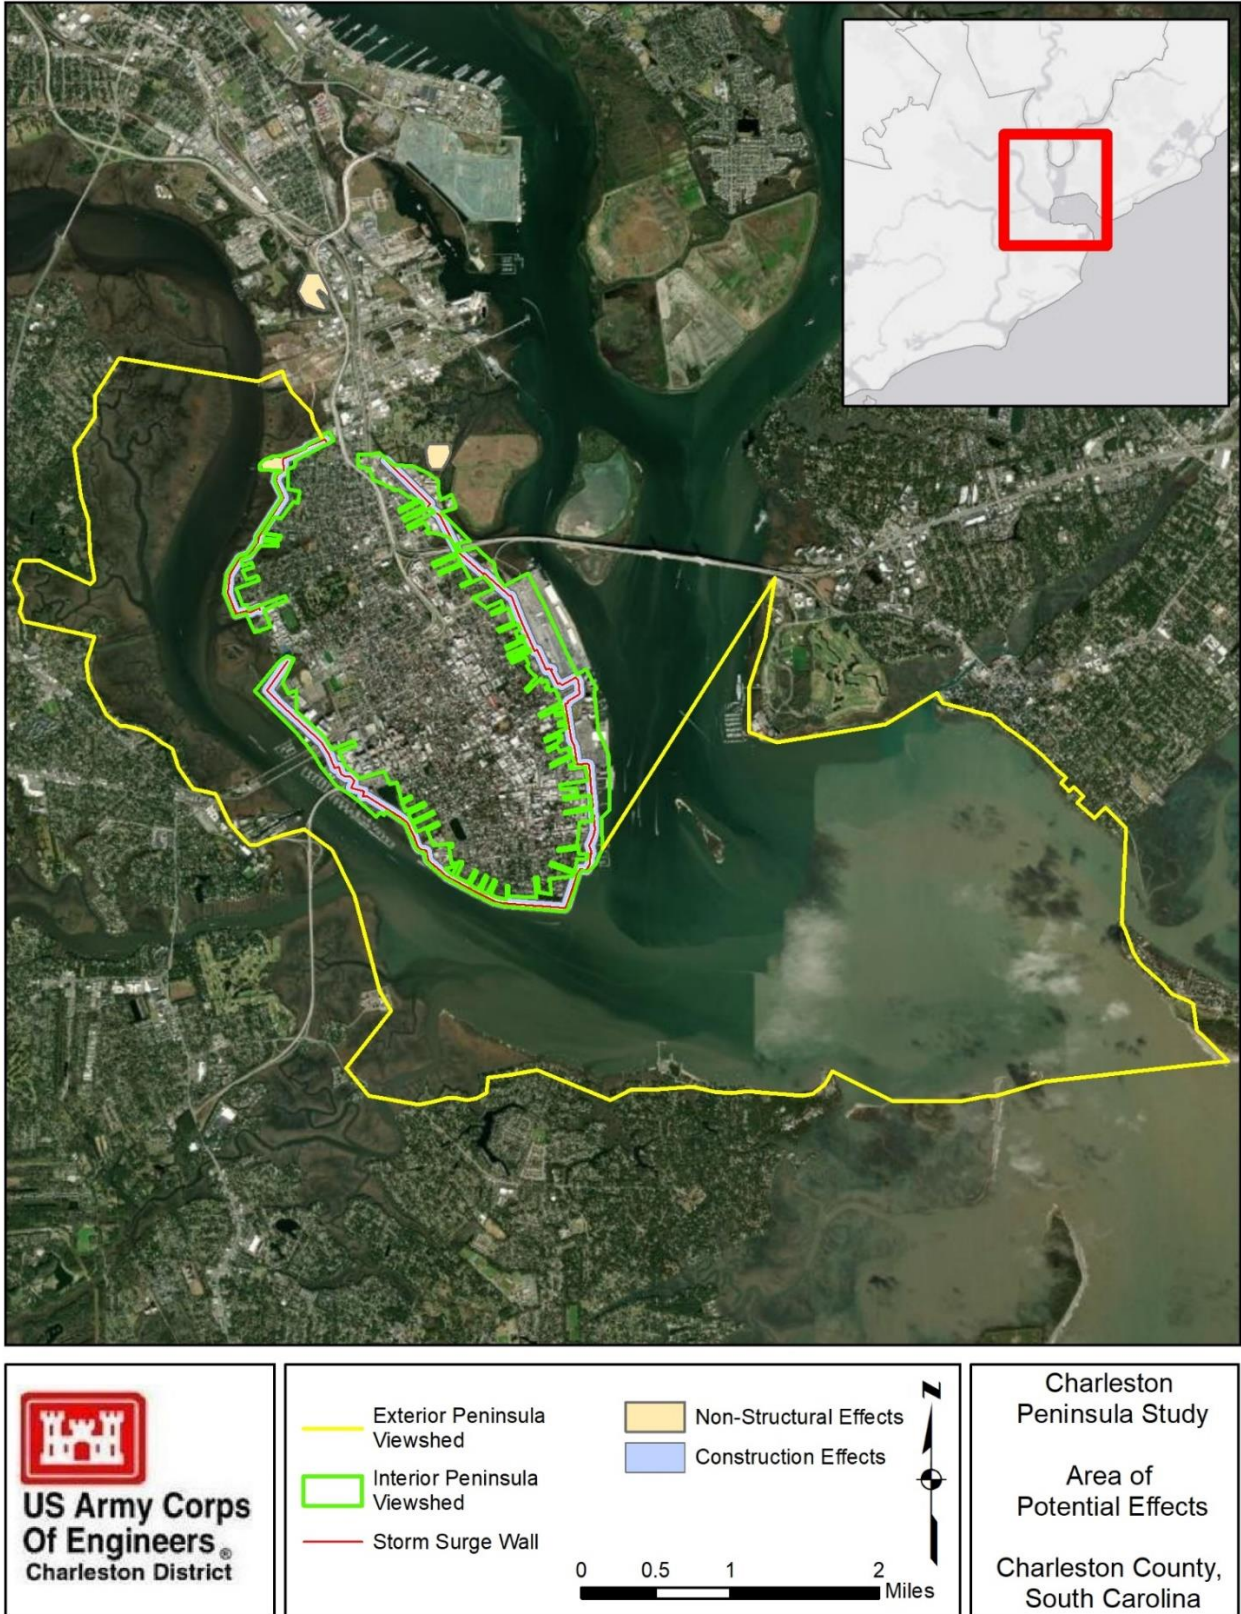 US Army Corps
Of Engineers®
Charleston District
Exterior Peninsula
Viewshed
Interior Peninsula
Viewshed
Storm Surge Wall
Non-Structural Effects
Construction Effects
N
0 0.5 1 2
Miles
Charleston
Peninsula Study
Area of
Potential Effects
Charleston County,
South Carolina